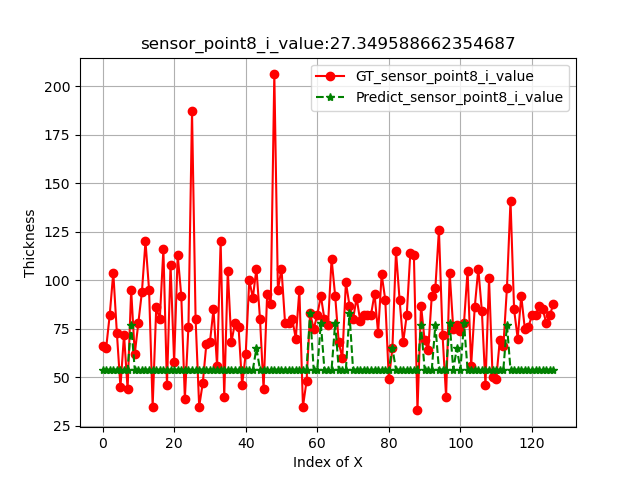 sensor_point8_i_value:27.349588662354687
GT_sensor_point8_i_value
Predict_sensor_point8_i_value
Thickness
200
175
150
125
100
75
50
25
0 20 40 60 80 100 120
Index of X